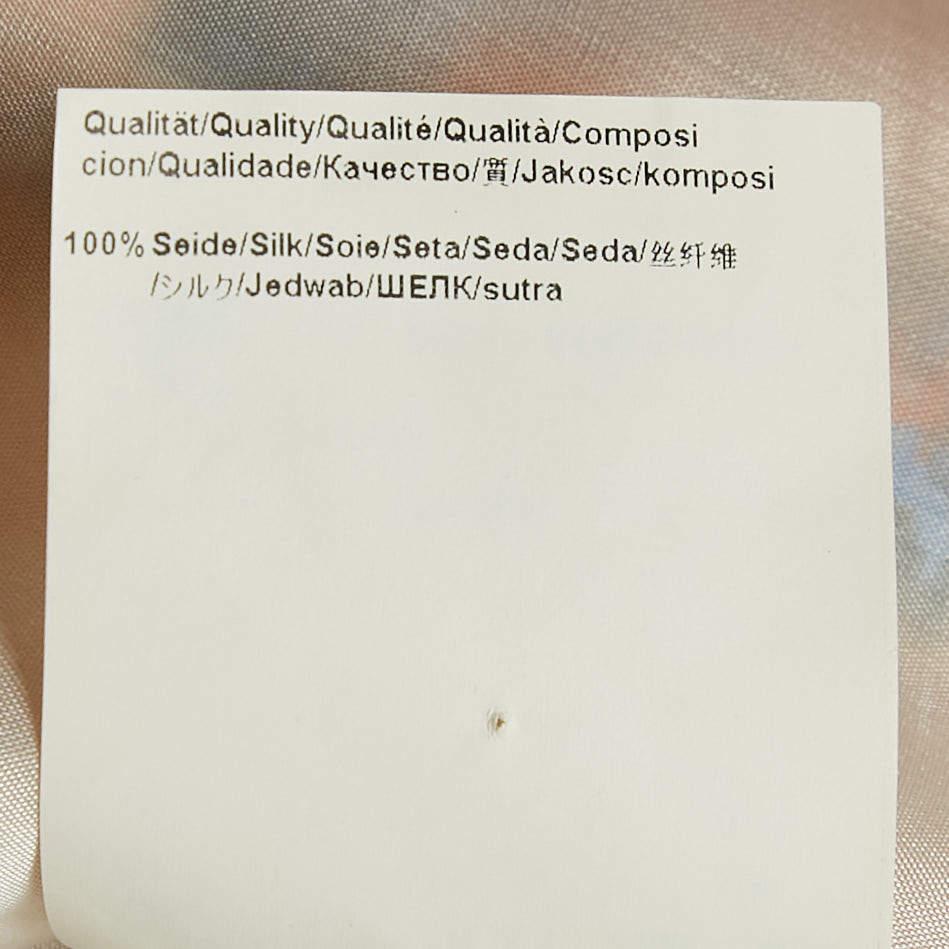 Qualität/Quality/Qualité/Qualità/Composi
cion/Qualidade/Качество/質/Jakosc/komposi
100% Seide/Silk/Soie/Seta/Seda/Seda/丝纤维
/シルク/Jedwab/ШЕЛК/sutra